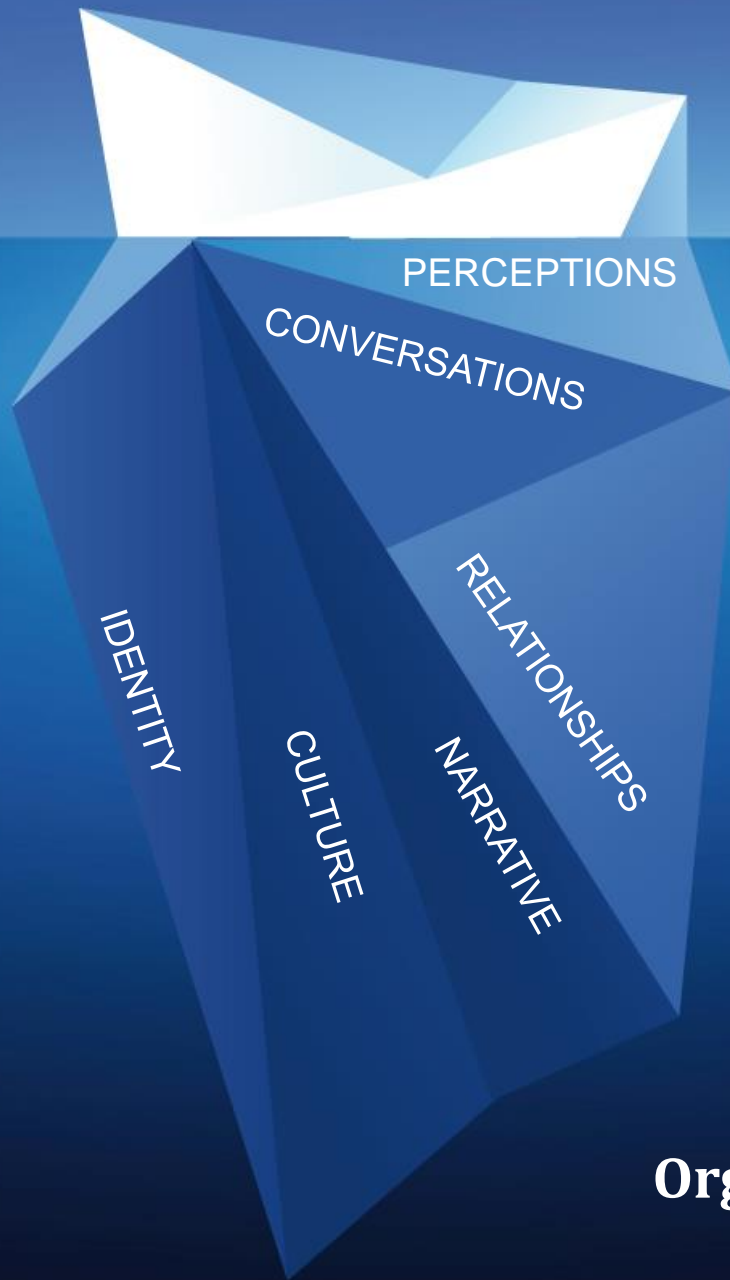 PERCEPTIONS
CONVERSATIONS
RELATIONSHIPS
IDENTITY
CULTURE
NARRATIVE
Org